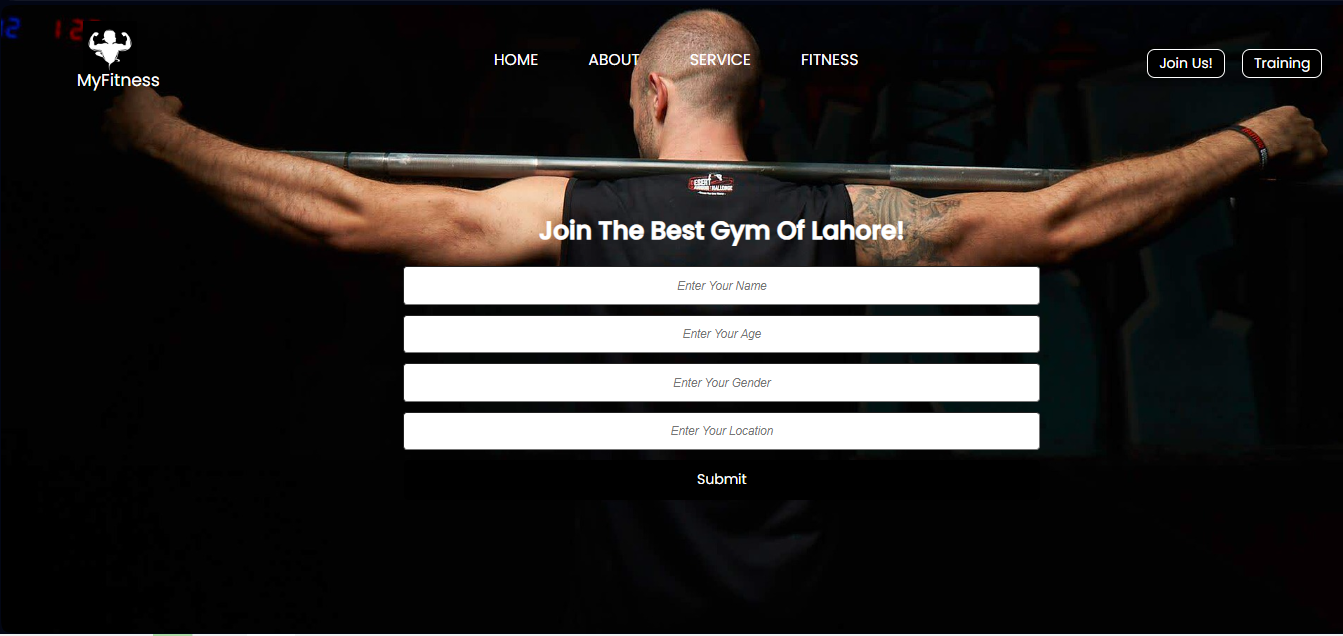 12
MyFitness
HOME ABOUT SERVICE FITNESS
Join Us! Training
Join The Best Gym Of Lahore!
Enter Your Name
Enter Your Age
Enter Your Gender
Enter Your Location
Submit